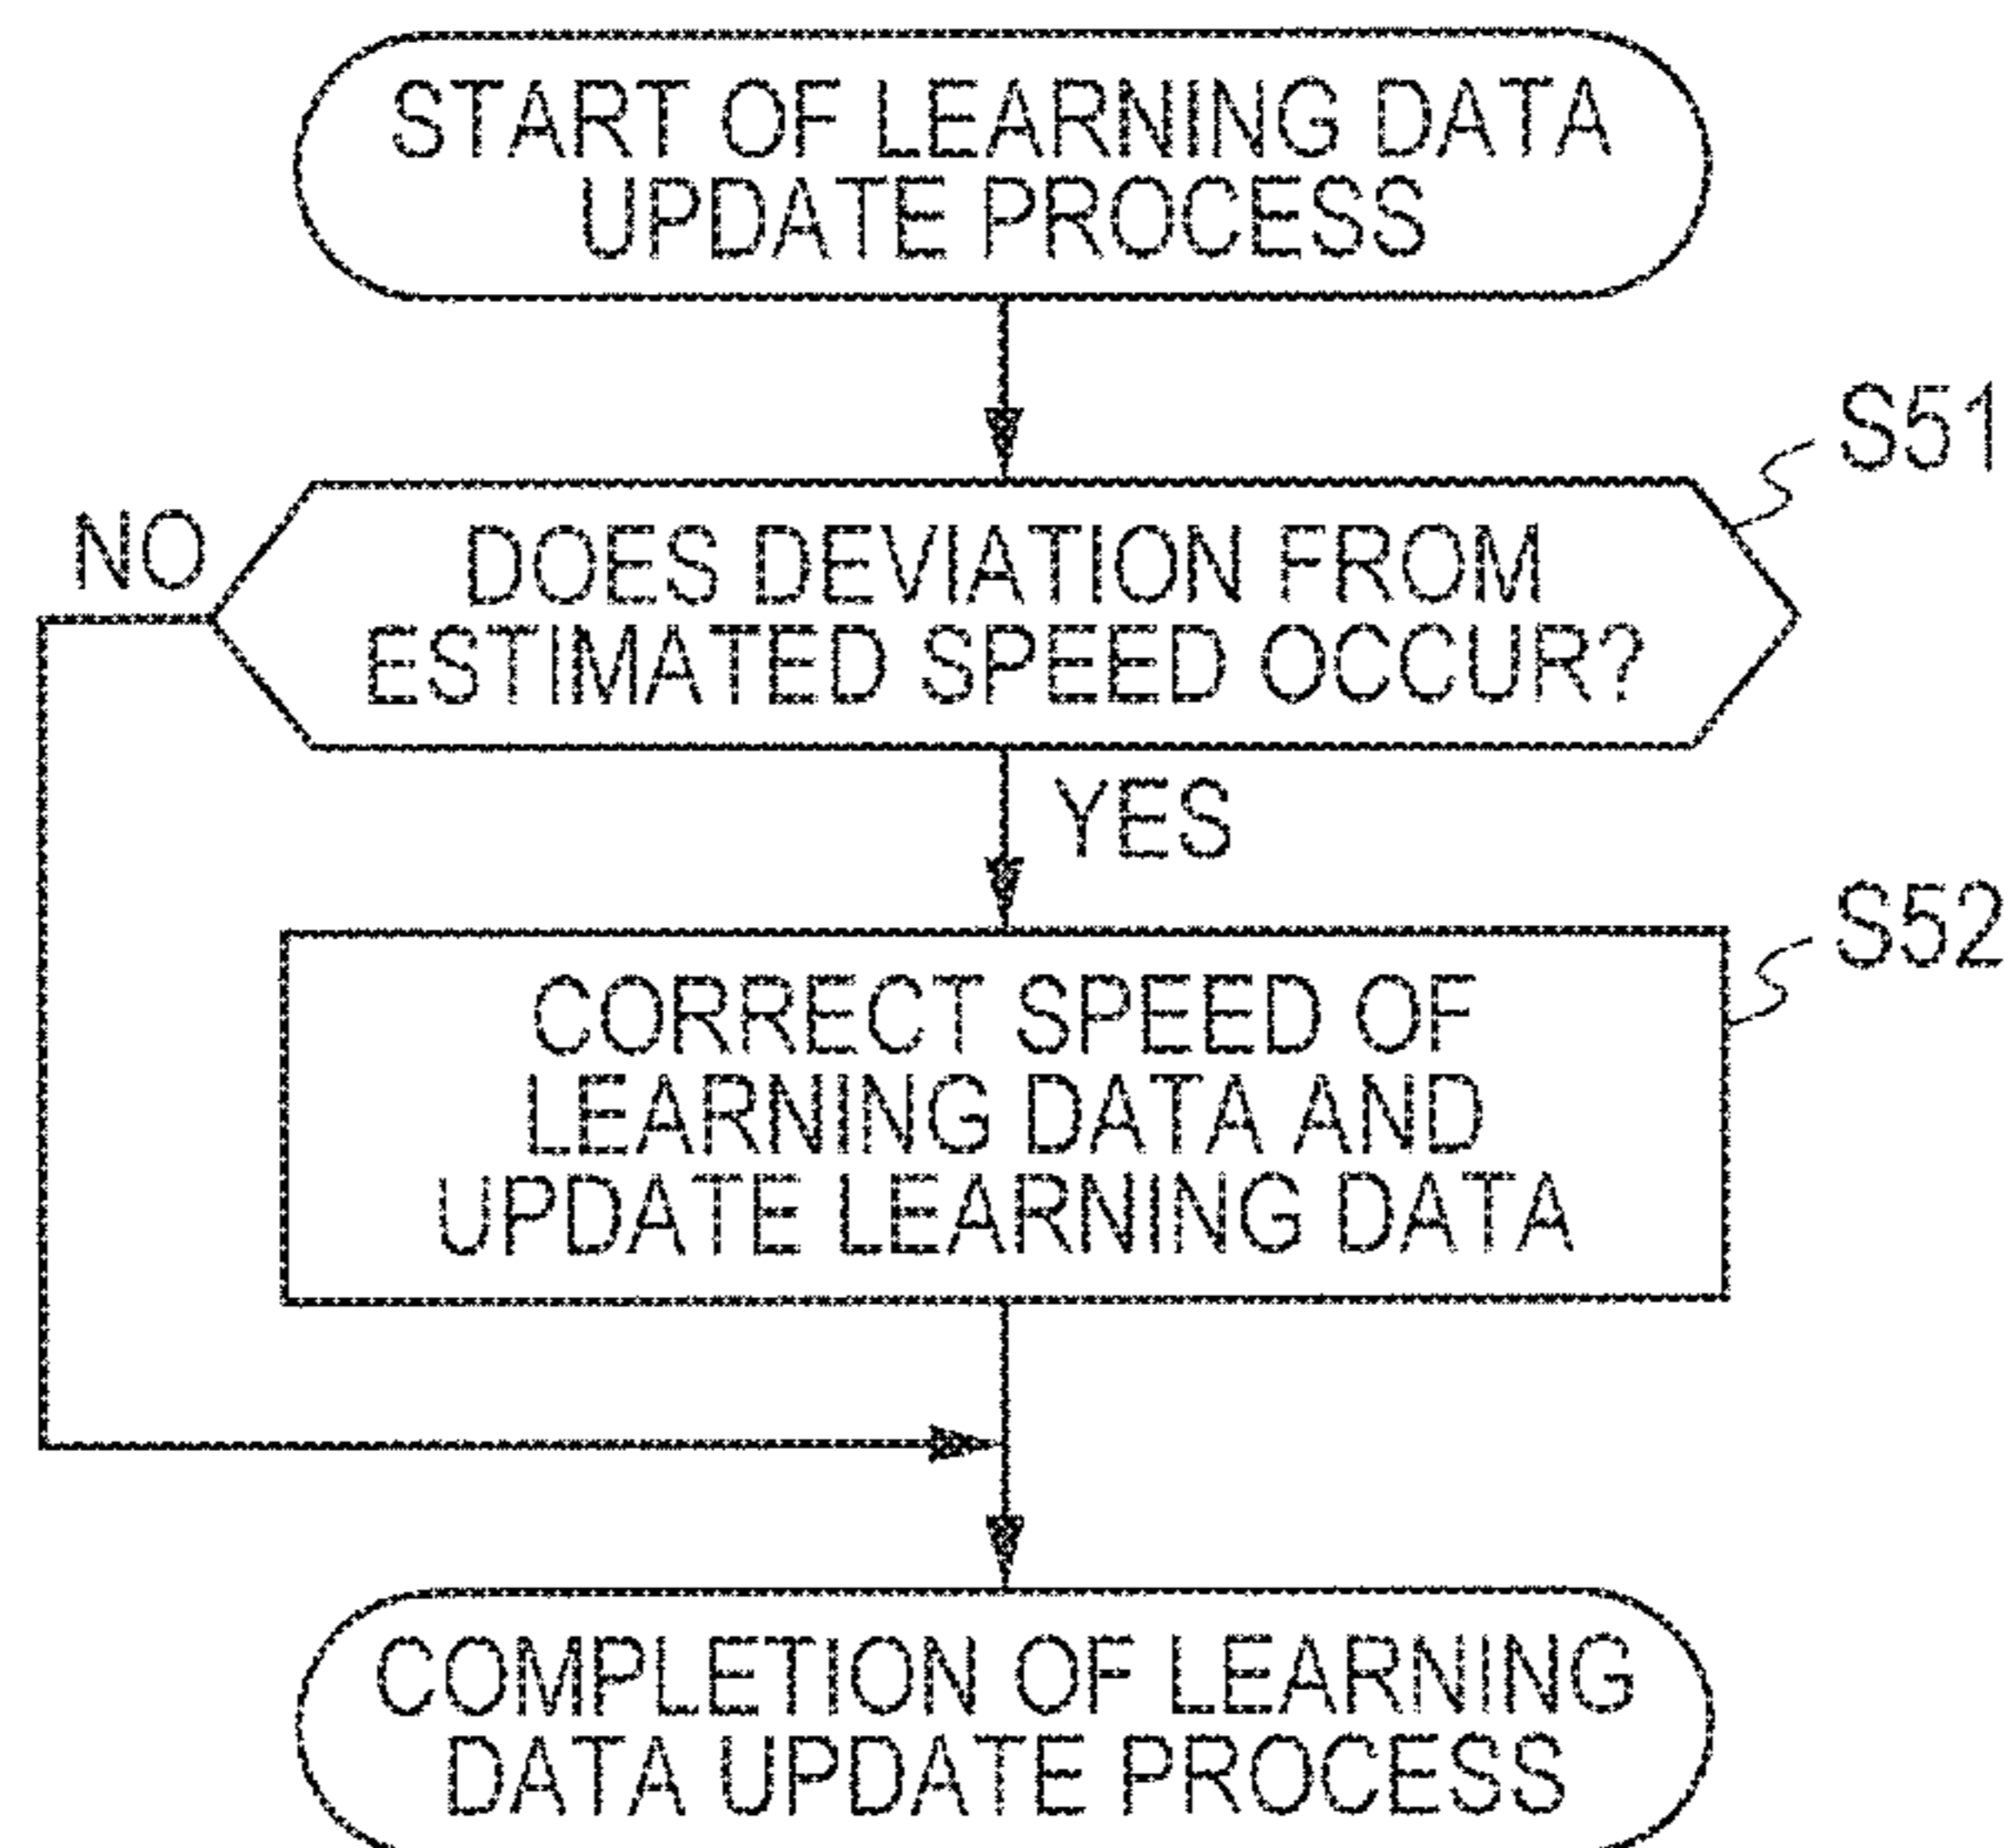 START OF LEARNING DATA
UPDATE PROCESS
S51
NO
DOES DEVIATION FROM
ESTIMATED SPEED OCCUR?
YES
S52
CORRECT SPEED OF
LEARNING DATA AND
UPDATE LEARNING DATA
COMPLETION OF LEARNING
DATA UPDATE PROCESS